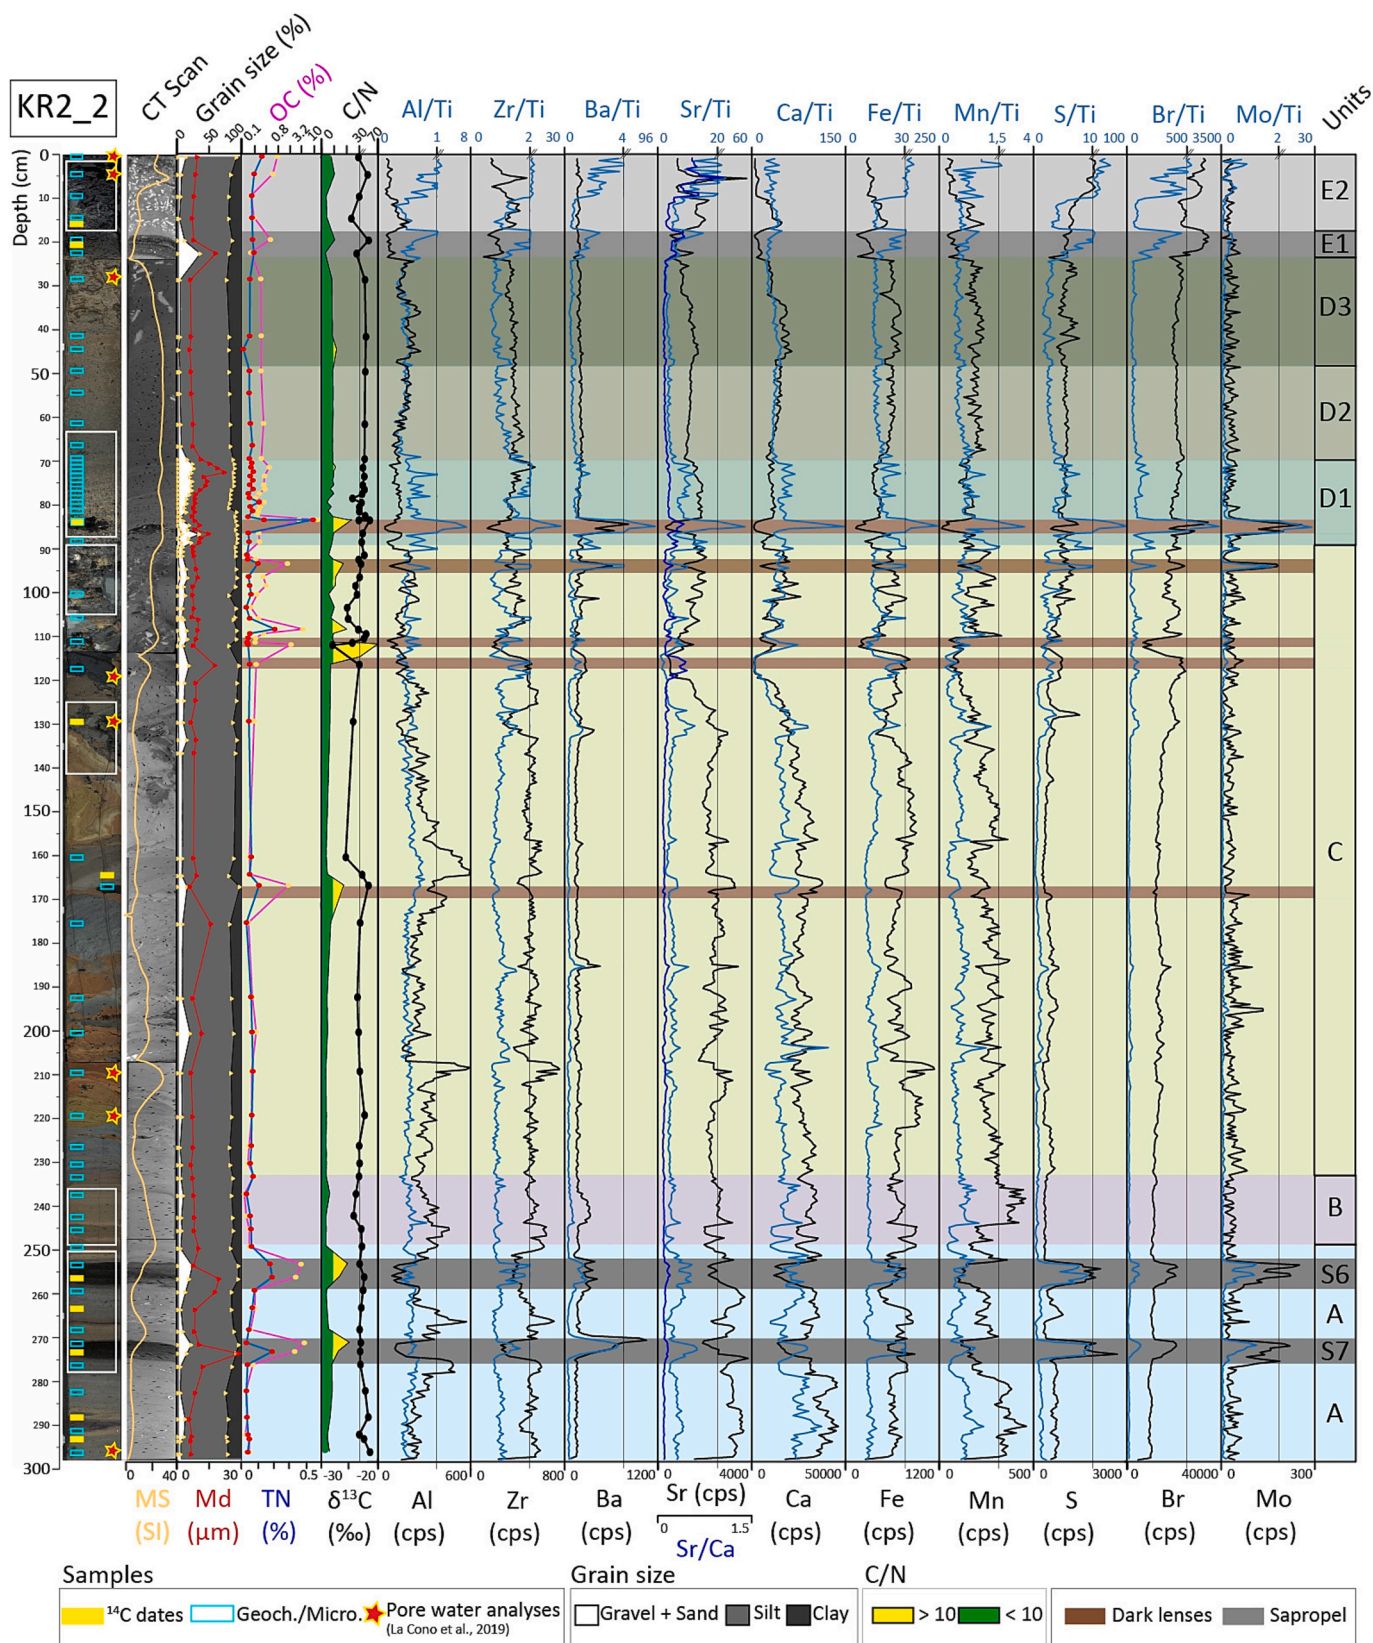 KR2_2
CT Scan
Grain size (%)
OC (%)
C/N
Al/Ti
Zr/Ti
Ba/Ti
Sr/Ti
Ca/Ti
Fe/Ti
Mn/Ti
S/Ti
Br/Ti
Mo/Ti
Units
0 50 100
0.1 0.8 3.2 10
0 30 70
0 1 8
0 2 30
0 4 96
0 20 60
0 150
0 30 250
0 1,5 4
0 10 100
0 500 3500
0 2 30
Depth (cm)
0
10
20
30
40
50
60
70
80
90
100
110
120
130
140
150
160
170
180
190
200
210
220
230
240
250
260
270
280
290
300
E2
E1
D3
D2
D1
C
B
S6
A
S7
A
0 40
0 30
0.5
-30 -20
0 600
0 800
0 1200
0 4000
0 50000
0 1200
0 5000
0 3000
0 40000
0 300
MS
(SI)
Md
(µm)
TN
(%)
δ¹³C
(‰)
Al
(cps)
Zr
(cps)
Ba
(cps)
Sr (cps)
0 1.5
Sr/Ca
Ca
(cps)
Fe
(cps)
Mn
(cps)
S
(cps)
Br
(cps)
Mo
(cps)
Samples
¹⁴C dates
Geoch./Micro.
Pore water analyses
(La Cono et al., 2019)
Grain size
Gravel + Sand
Silt
Clay
C/N
> 10
< 10
Dark lenses
Sapropel